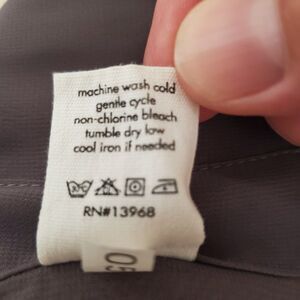 machine wash cold
gentle cycle
non-chlorine bleach
tumble dry low
cool iron if needed
RN#13968